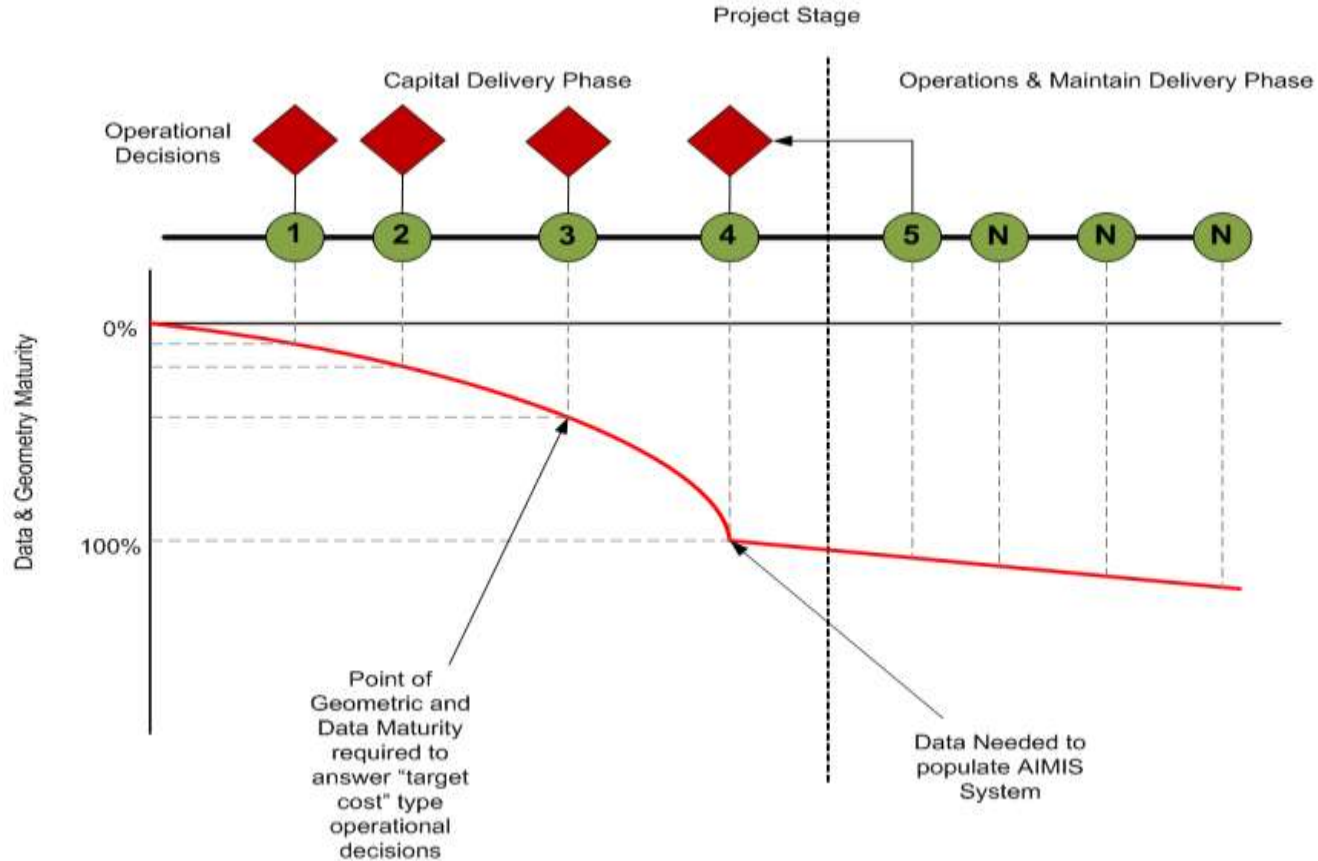 Project Stage
Capital Delivery Phase
Operations & Maintain Delivery Phase
Operational
Decisions
1
2
3
4
5
N
N
N
0%
Data & Geometry Maturity
100%
Point of
Geometric and
Data Maturity
required to
answer “target
cost” type
operational
decisions
Data Needed to
populate AIMIS
System